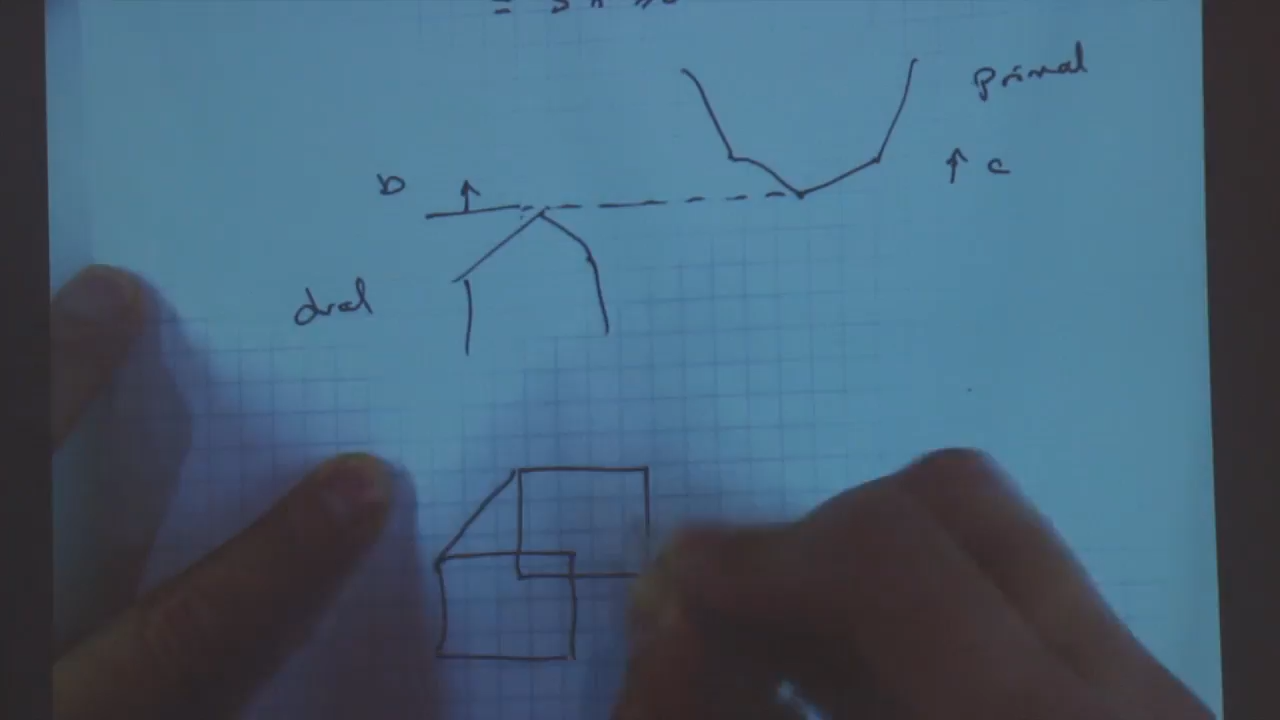 primal
↑ c
b ↑
dual